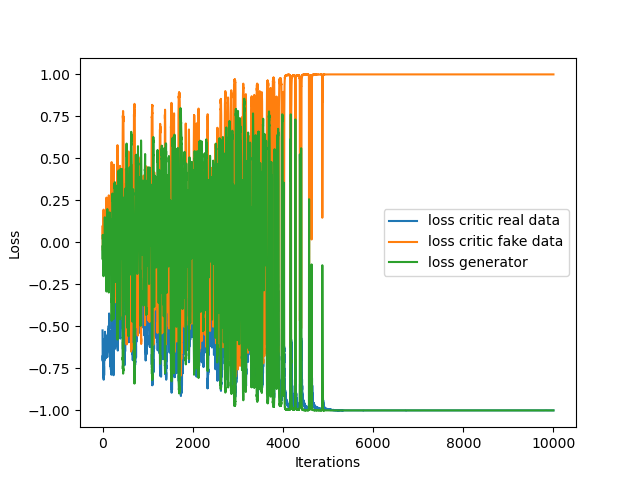 1.00
0.75
0.50
0.25
0.00
−0.25
−0.50
−0.75
−1.00
Loss
loss critic real data
loss critic fake data
loss generator
0 2000 4000 6000 8000 10000
Iterations